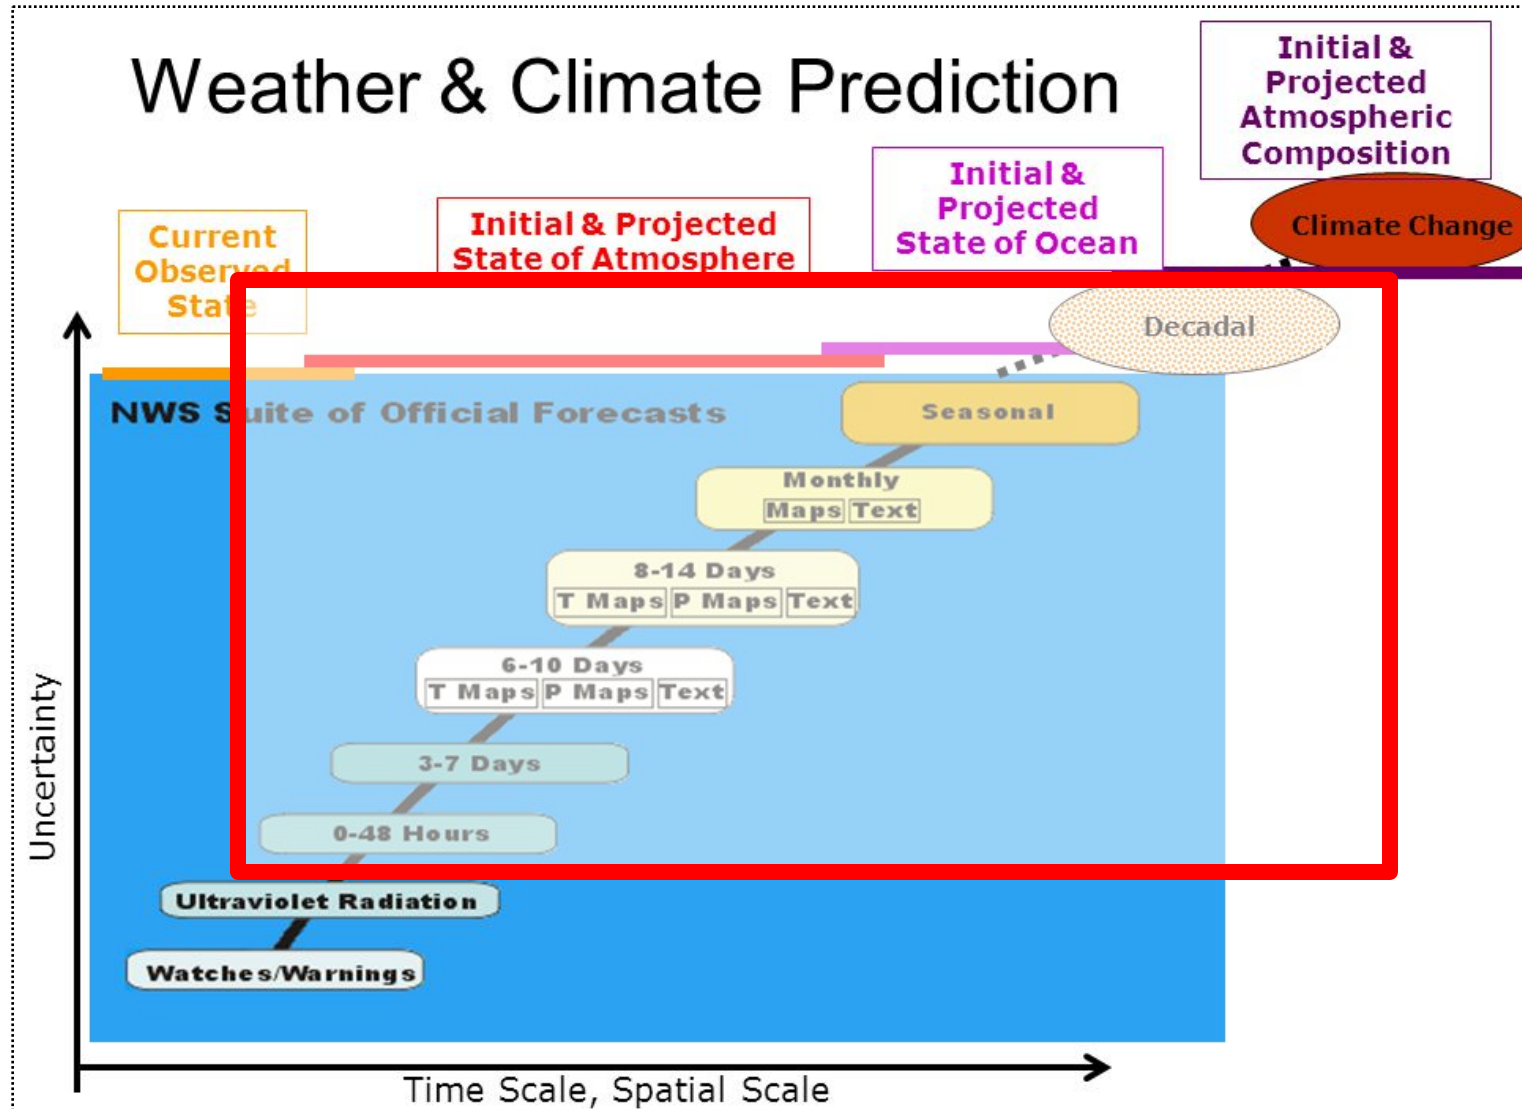 Weather & Climate Prediction
Initial &
Projected
Atmospheric
Composition
Initial &
Projected
State of Ocean
Initial & Projected
State of Atmosphere
Current
Observed
State
Climate Change
Decadal
NWS Suite of Official Forecasts
Seasonal
Monthly
Maps Text
8-14 Days
T Maps P Maps Text
6-10 Days
T Maps P Maps Text
3-7 Days
0-48 Hours
Ultraviolet Radiation
Watches/Warnings
Uncertainty
Time Scale, Spatial Scale